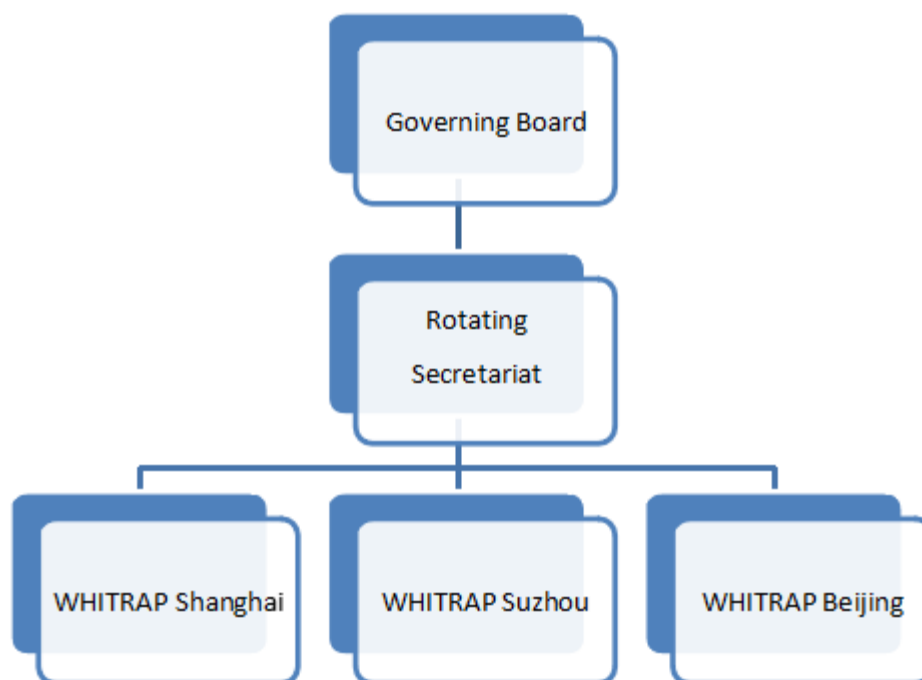 Governing Board
Rotating
Secretariat
WHITRAP Shanghai
WHITRAP Suzhou
WHITRAP Beijing